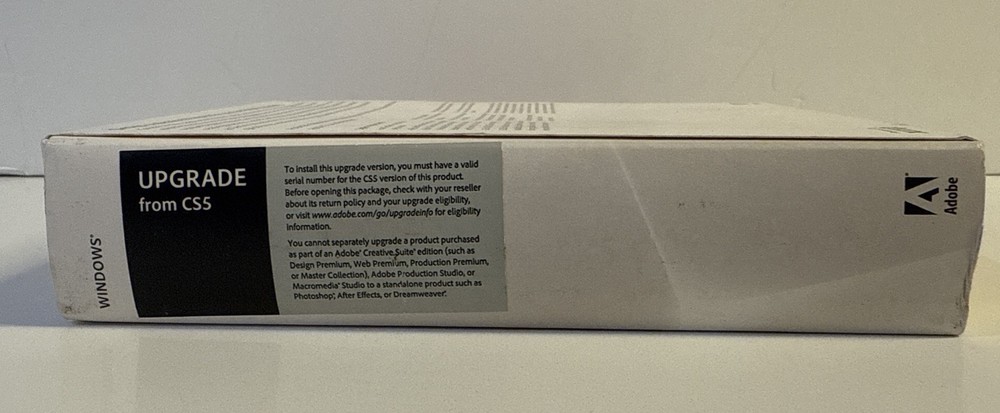 UPGRADE
from CS5
To install this upgrade version, you must have a valid
serial number for the CS5 version of this product.
Before opening this package, check with your reseller
about its return policy and your upgrade eligibility,
or visit www.adobe.com/go/upgradeinfo for eligibility
information.
You cannot separately upgrade a product purchased
as part of an Adobe® Creative Suite® edition (such as
Design Premium, Web Premium, Production Premium,
or Master Collection), Adobe Production Studio, or
Macromedia® Studio to a standalone product such as
Photoshop®, After Effects, or Dreamweaver®.
WINDOWS®
Adobe